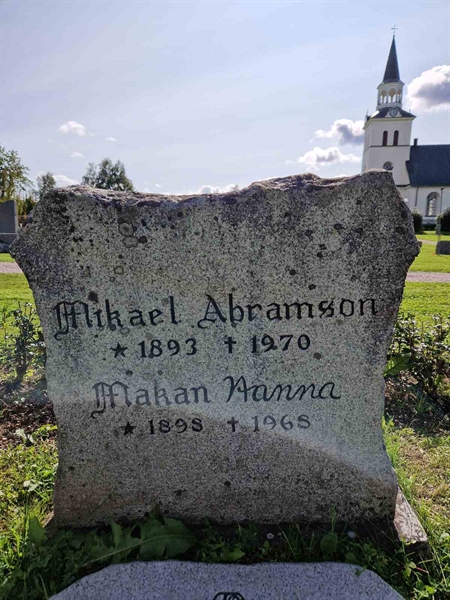 Mikael Abramson
* 1893 † 1970
Makan Hanna
* 1898 † 1968